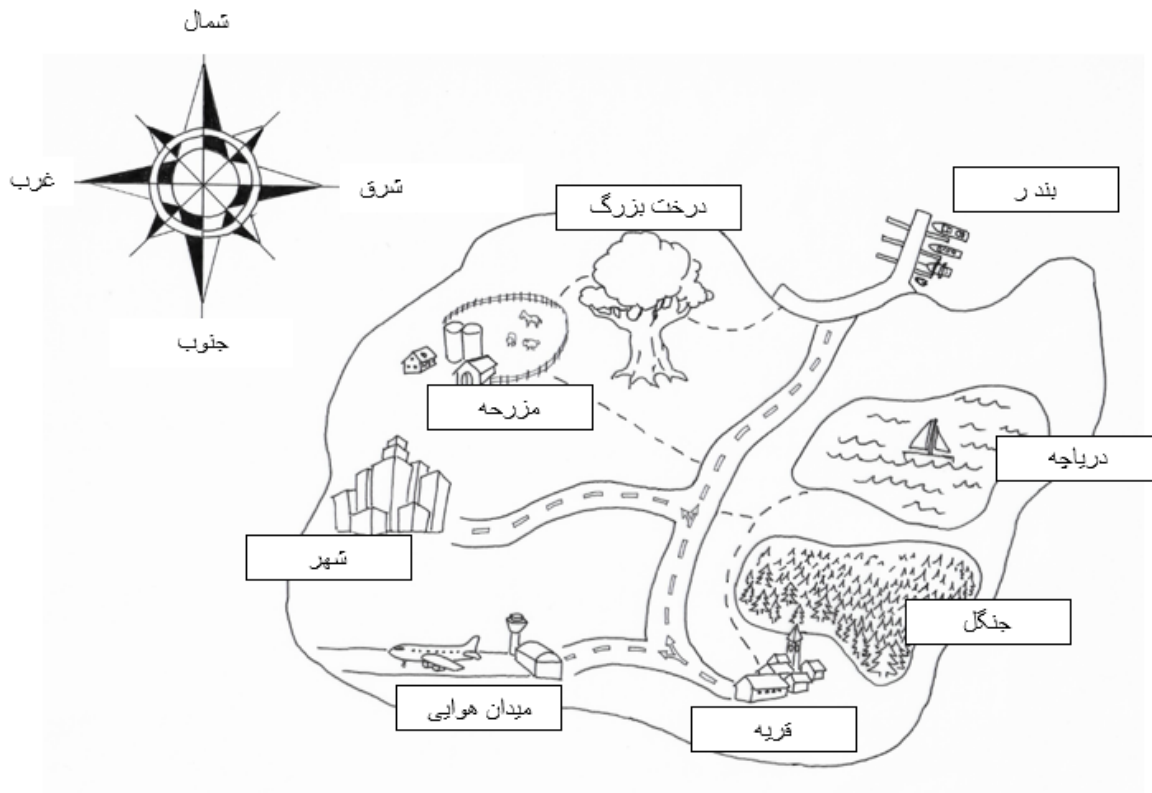 شمال
غرب
شرق
جنوب
بند ر
درخت بزرگ
مزرحه
دریاچه
شهر
جنگل
میدان هوایی
قریه